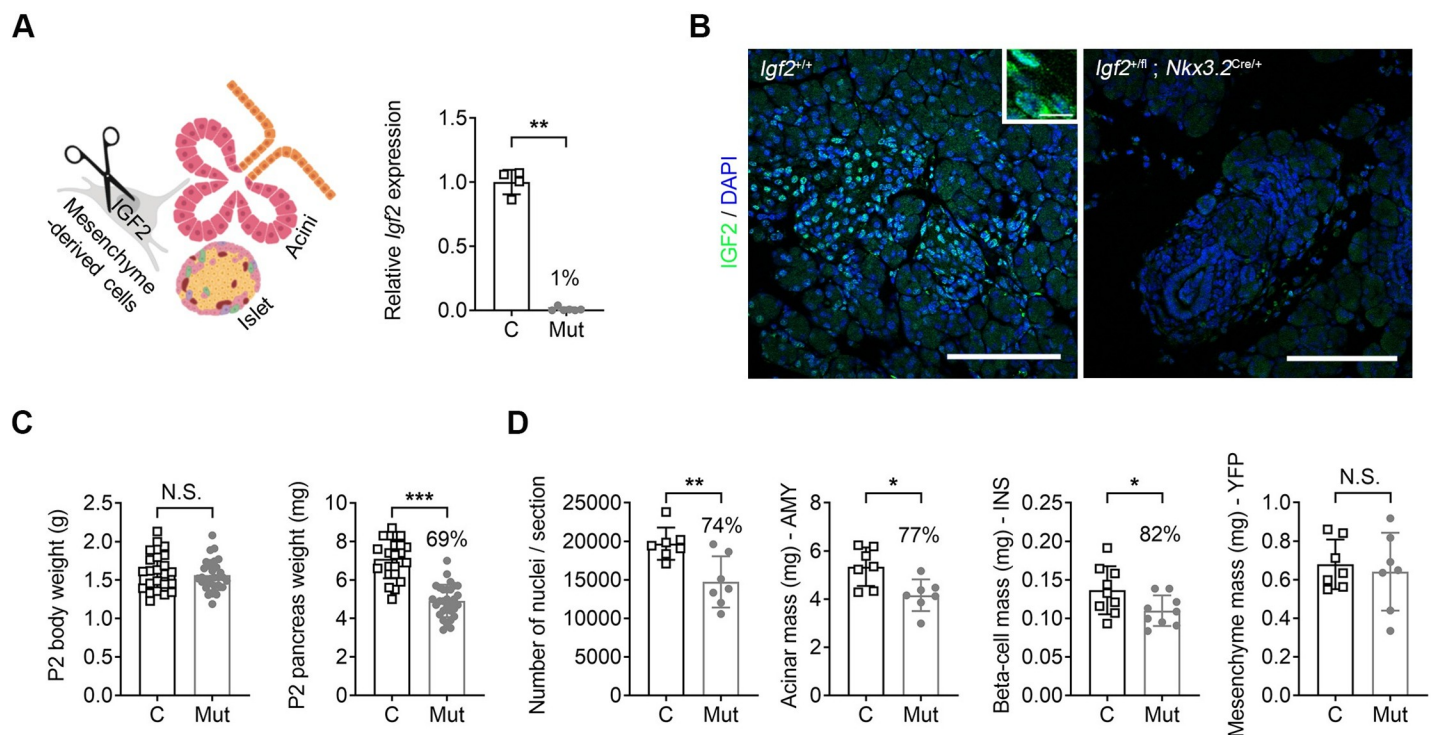 A
IGF2
Mesenchyme
-derived cells
Acini
Islet
Relative Igf2 expression
1.5
1.0
0.5
0.0
**
1%
C
Mut
B
IGF2 / DAPI
Igf2+/+
Igf2+/fl ; Nkx3.2Cre/+
C
P2 body weight (g)
2.5
2.0
1.5
1.0
0.5
0.0
N.S.
C
Mut
P2 pancreas weight (mg)
10
8
6
4
2
0
***
69%
C
Mut
D
Number of nuclei / section
25000
20000
15000
10000
5000
0
**
74%
C
Mut
Acinar mass (mg) - AMY
8
6
4
2
0
*
77%
C
Mut
Beta-cell mass (mg) - INS
0.25
0.20
0.15
0.10
0.05
0.00
*
82%
C
Mut
Mesenchyme mass (mg) - YFP
1.0
0.8
0.6
0.4
0.2
0.0
N.S.
C
Mut